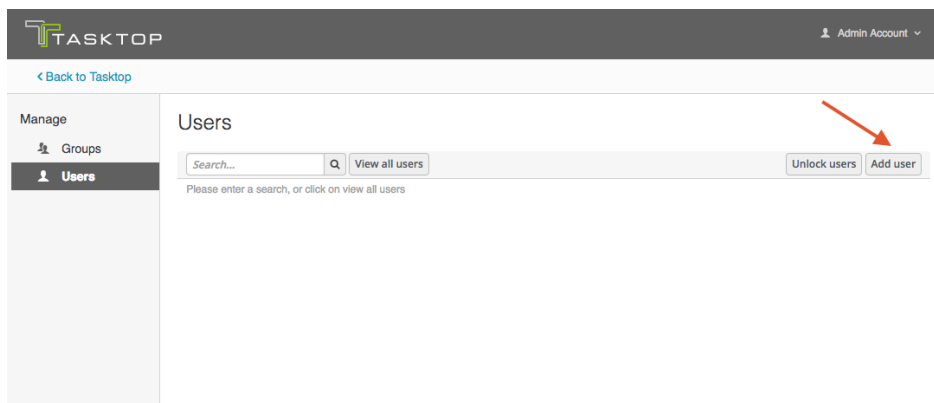 TASKTOP
Admin Account
< Back to Tasktop
Manage
Groups
Users
Users
Search...
View all users
Unlock users
Add user
Please enter a search, or click on view all users